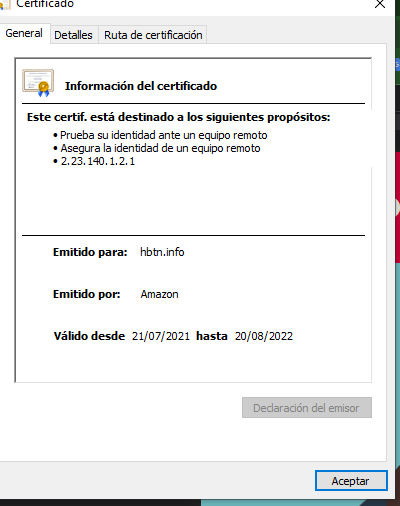 Certificado
General Detalles Ruta de certificación
Información del certificado
Este certif. está destinado a los siguientes propósitos:
• Prueba su identidad ante un equipo remoto
• Asegura la identidad de un equipo remoto
• 2.23.140.1.2.1
Emitido para: hbtn.info
Emitido por: Amazon
Válido desde 21/07/2021 hasta 20/08/2022
Declaración del emisor
Aceptar